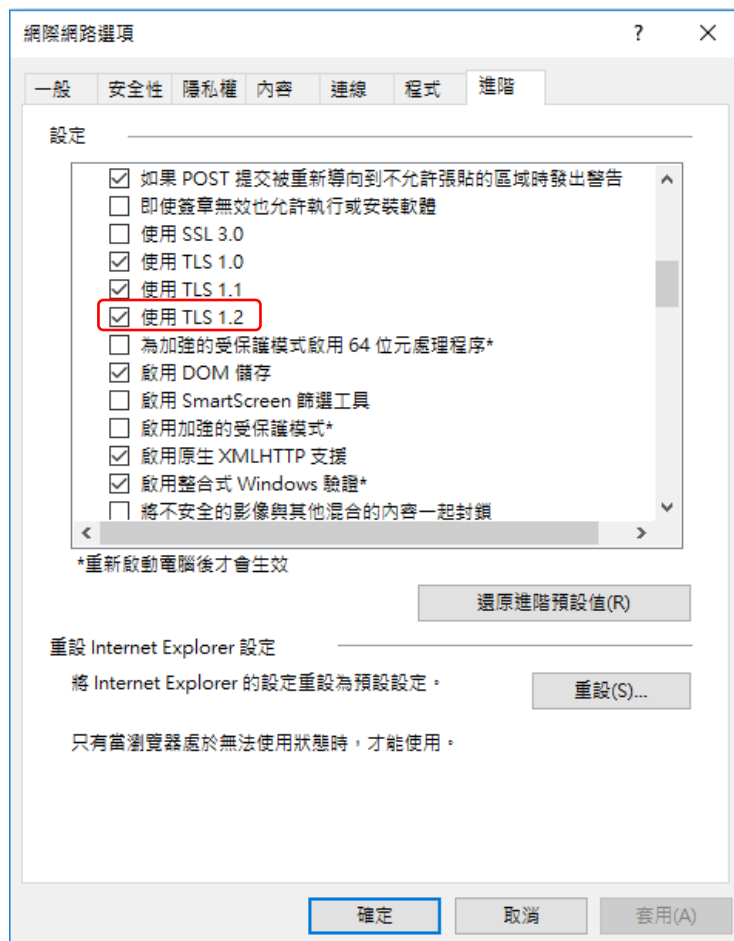 網際網路選項
一般 安全性 隱私權 內容 連線 程式 進階
設定
如果 POST 提交被重新導向到不允許張貼的區域時發出警告
即使簽章無效也允許執行或安裝軟體
使用 SSL 3.0
使用 TLS 1.0
使用 TLS 1.1
使用 TLS 1.2
為加強的受保護模式啟用 64 位元處理程序*
啟用 DOM 儲存
啟用 SmartScreen 篩選工具
啟用加強的受保護模式*
啟用原生 XMLHTTP 支援
啟用整合式 Windows 驗證*
將不安全的影像與其他混合的內容一起封鎖
*重新啟動電腦後才會生效
還原進階預設值(R)
重設 Internet Explorer 設定
將 Internet Explorer 的設定重設為預設設定。
重設(S)...
只有當瀏覽器處於無法使用狀態時，才能使用。
確定 取消 套用(A)